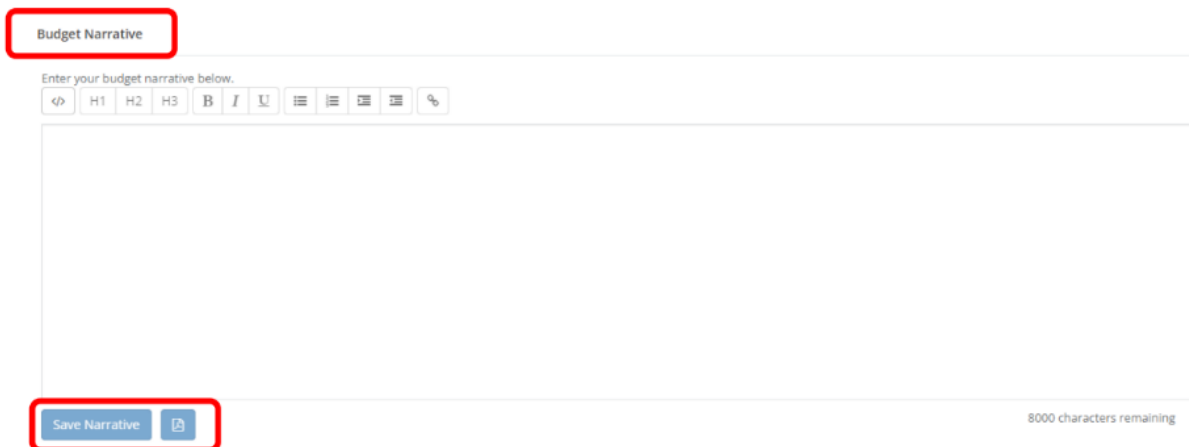 Budget Narrative
Enter your budget narrative below.
</> H1 H2 H3 B I U
Save Narrative
8000 characters remaining